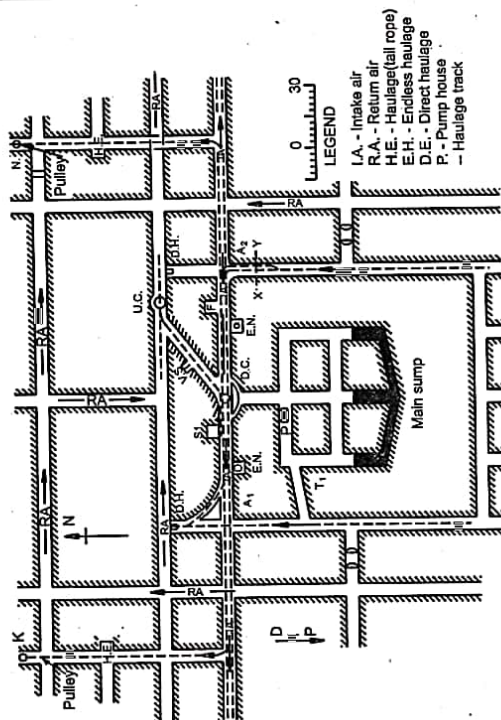 N
Pulley
H.E.
RA
30
0
LEGEND
I.A. - Intake air
R.A. - Return air
H.E. - Haulage(tail rope)
E.H. - Endless haulage
D.E. - Direct haulage
P. - Pump house
– Haulage track
RA
RA
D.H.
A2
X
Y
U.C.
E.N.
RA
D.C.
S1
P
Main sump
E.N.
D.H.
A1
T1
RA
N
RA
RA
D
P
K
Pulley
H.E.